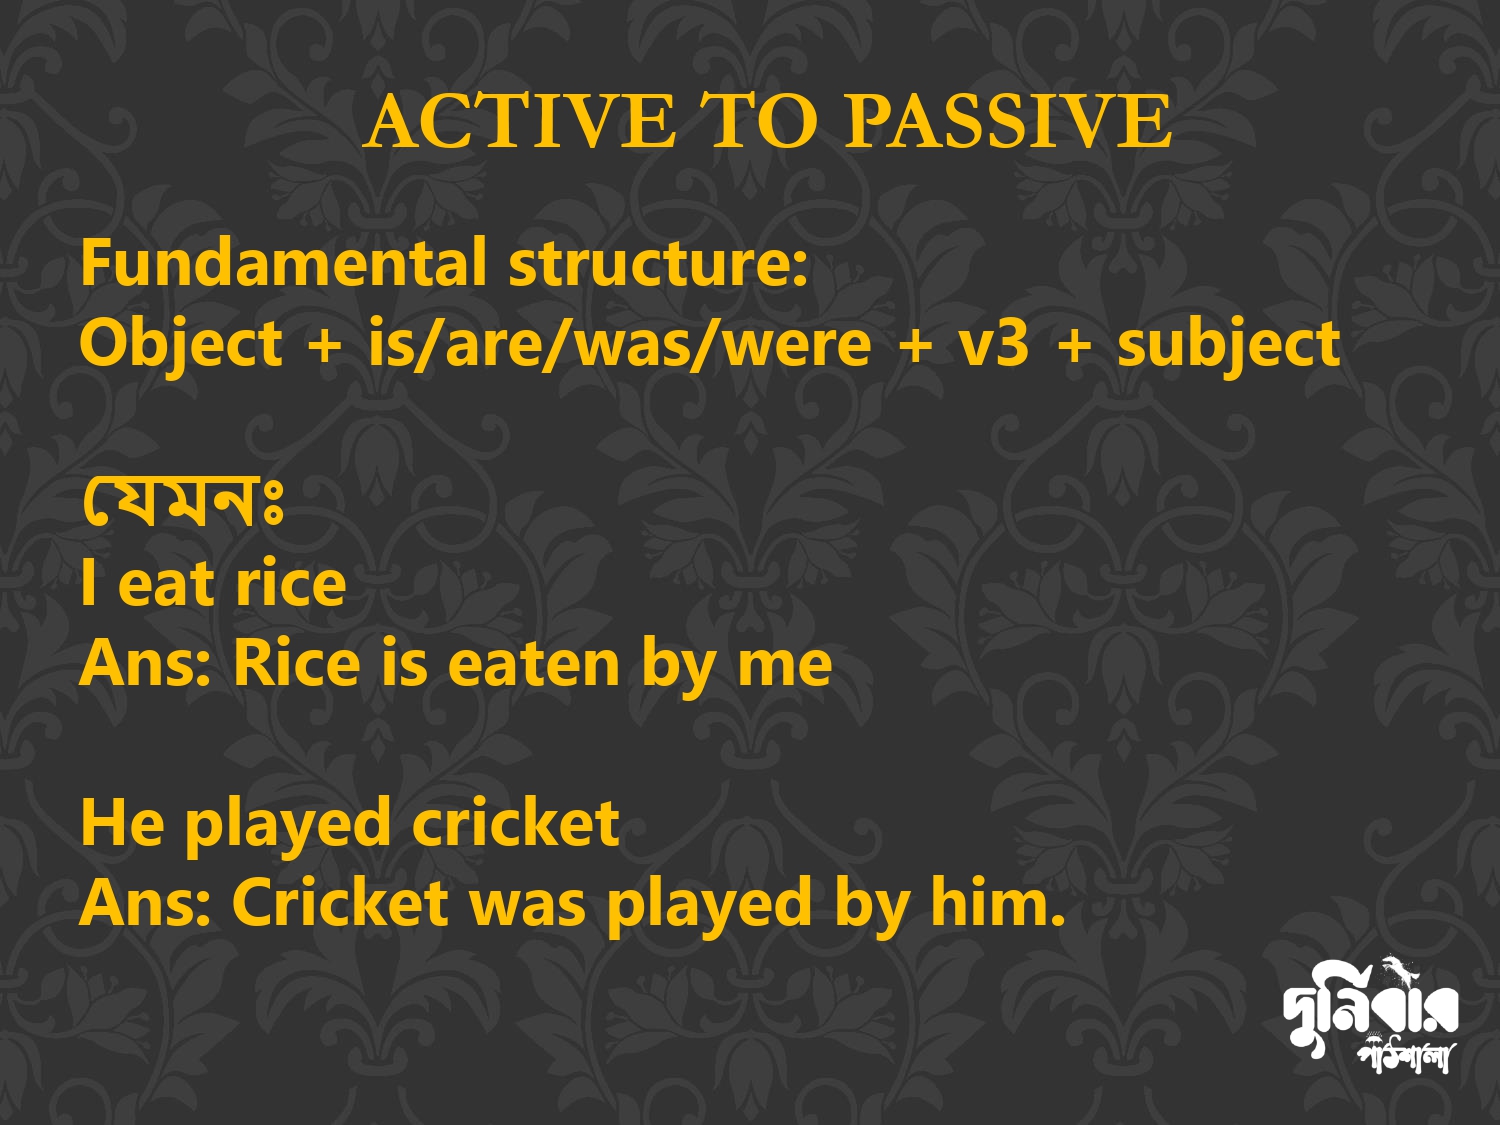 ACTIVE TO PASSIVE
Fundamental structure:
Object + is/are/was/were + v3 + subject
যেমনঃ
I eat rice
Ans: Rice is eaten by me
He played cricket
Ans: Cricket was played by him.
দুর্নিবার
পাঠশালা